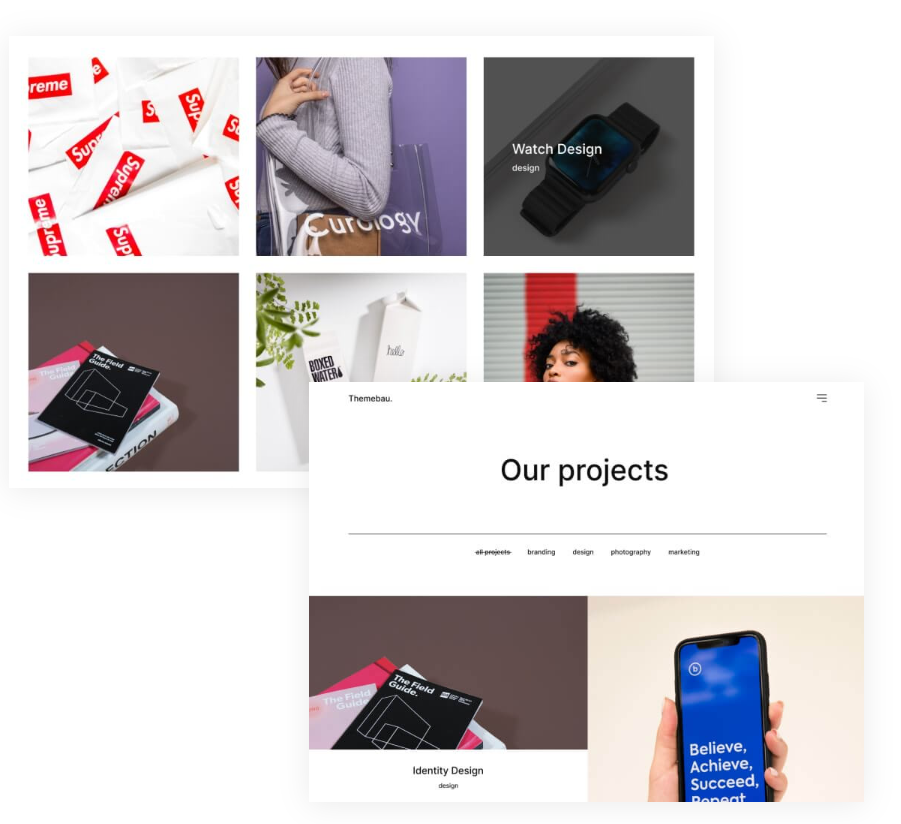 preme
Sup
Supreme
Supreme
Supreme
Sup
Curology
Watch Design
design
The Field
Guide.
The Field
Guide.
ECTION
BOXED
WATER
hello
Themebau.
Our projects
all projects branding design photography marketing
The Field
Guide.
The Field
Guide.
Identity Design
design
b
Believe,
Achieve,
Succeed,
Repeat